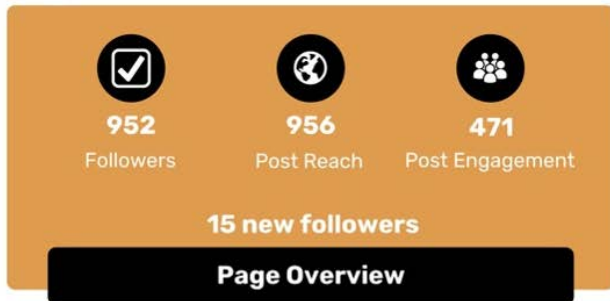 952 956 471
Followers Post Reach Post Engagement
15 new followers
Page Overview